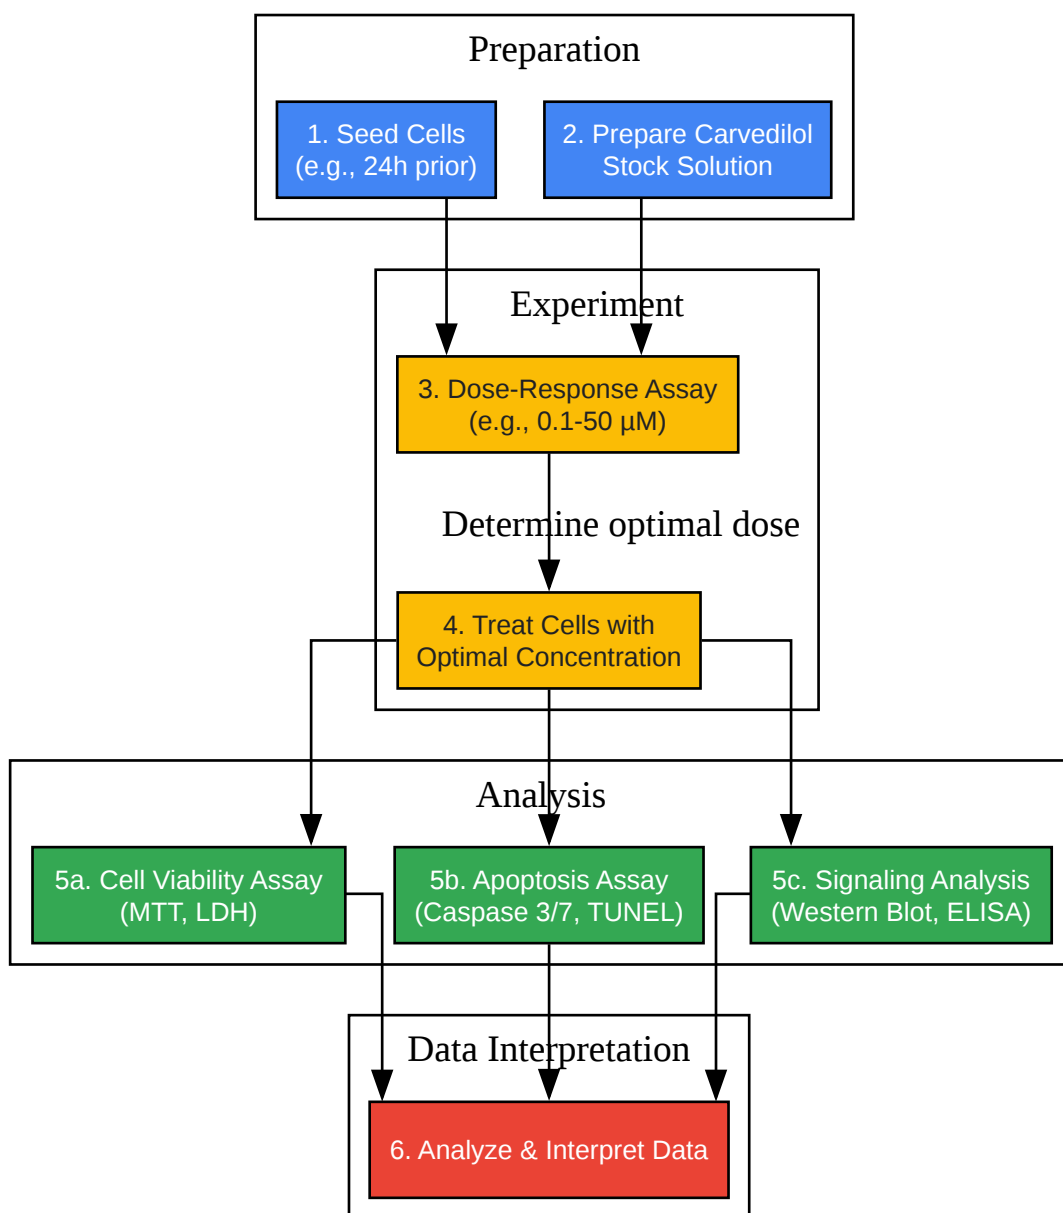 Preparation
1. Seed Cells
(e.g., 24h prior)
2. Prepare Carvedilol
Stock Solution
Experiment
3. Dose-Response Assay
(e.g., 0.1-50 µM)
Determine optimal dose
4. Treat Cells with
Optimal Concentration
Analysis
5a. Cell Viability Assay
(MTT, LDH)
5b. Apoptosis Assay
(Caspase 3/7, TUNEL)
5c. Signaling Analysis
(Western Blot, ELISA)
Data Interpretation
6. Analyze & Interpret Data